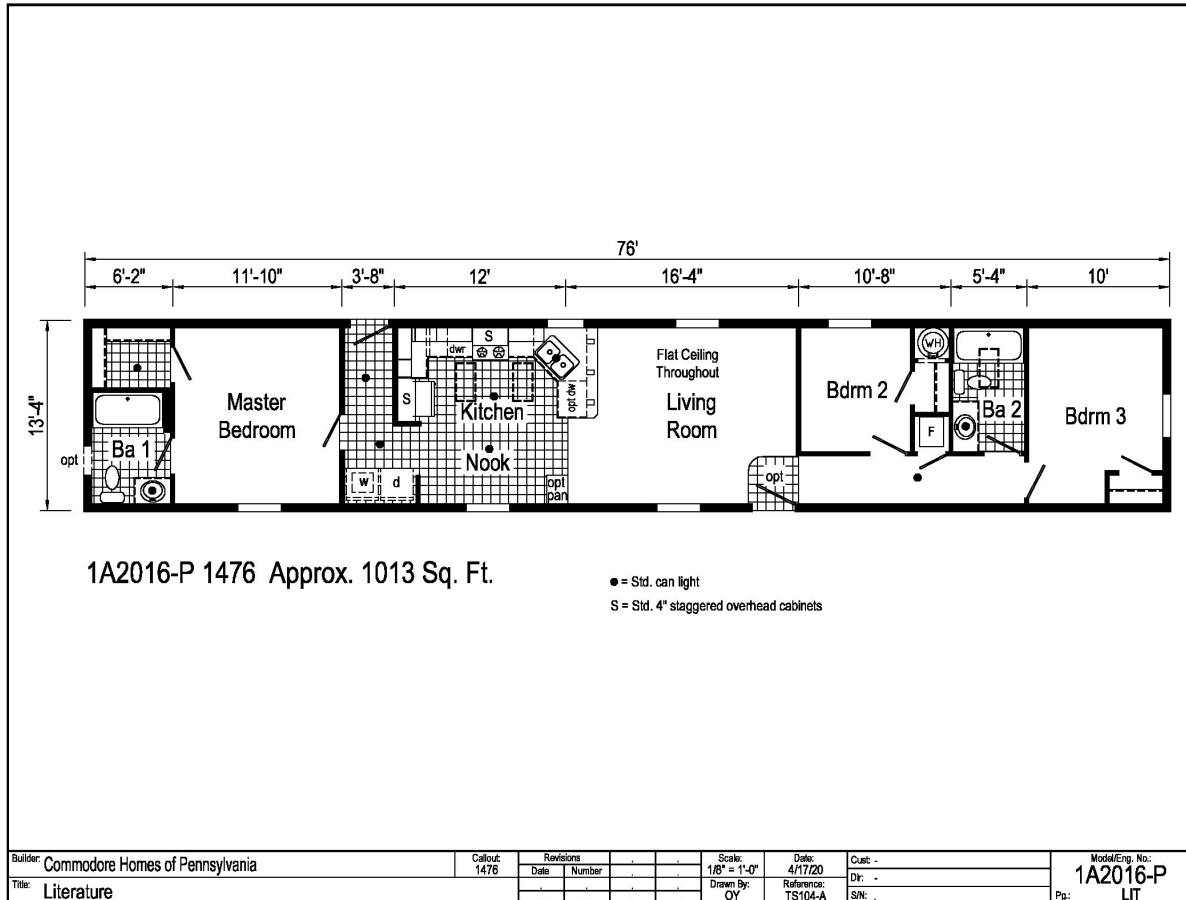 76'
6'-2" 11'-10" 3'-8" 12' 16'-4" 10'-8" 5'-4" 10'
13'-4"
S
dwr
WH
Flat Ceiling
Throughout
S
opt dw
Master
Bedroom
Kitchen
Living
Room
Bdrm 2
Ba 2
Bdrm 3
F
opt
Ba 1
Nook
w
d
opt
pan
opt
1A2016-P 1476 Approx. 1013 Sq. Ft.
● = Std. can light
S = Std. 4" staggered overhead cabinets
Builder: Commodore Homes of Pennsylvania
Title: Literature
Callout:
1476
Revisions
Date Number
Scale:
1/8" = 1'-0"
Drawn By:
OY
Date:
4/17/20
Reference:
TS104-A
Cust: -
Dir: -
S/N: .
Model/Eng. No.:
1A2016-P
Pg.: LIT